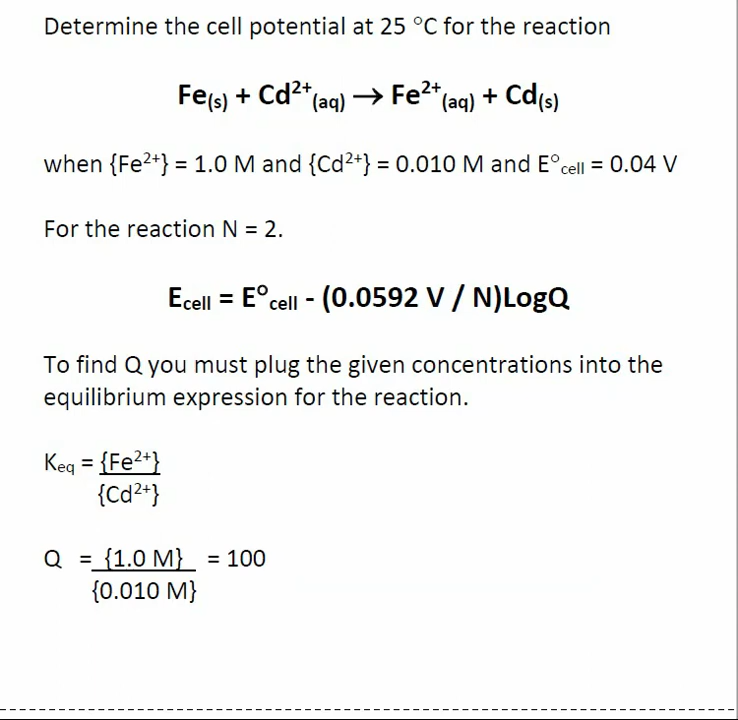 Determine the cell potential at 25 °C for the reaction
Fe(s) + Cd²⁺(aq) → Fe²⁺(aq) + Cd(s)
when {Fe²⁺} = 1.0 M and {Cd²⁺} = 0.010 M and E°cell = 0.04 V
For the reaction N = 2.
Ecell = E°cell - (0.0592 V / N)LogQ
To find Q you must plug the given concentrations into the
equilibrium expression for the reaction.
Keq = {Fe²⁺}
{Cd²⁺}
Q = {1.0 M} = 100
{0.010 M}